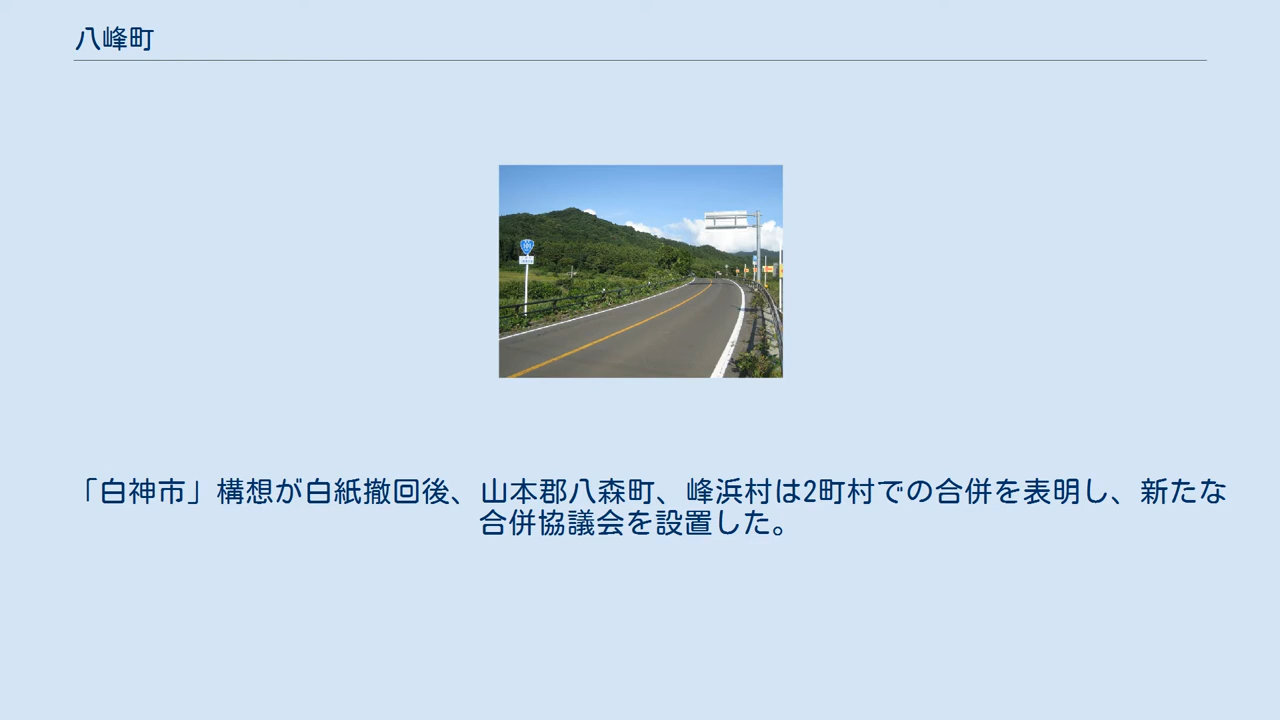 八峰町
「白神市」構想が白紙撤回後、山本郡八森町、峰浜村は2町村での合併を表明し、新たな
合併協議会を設置した。